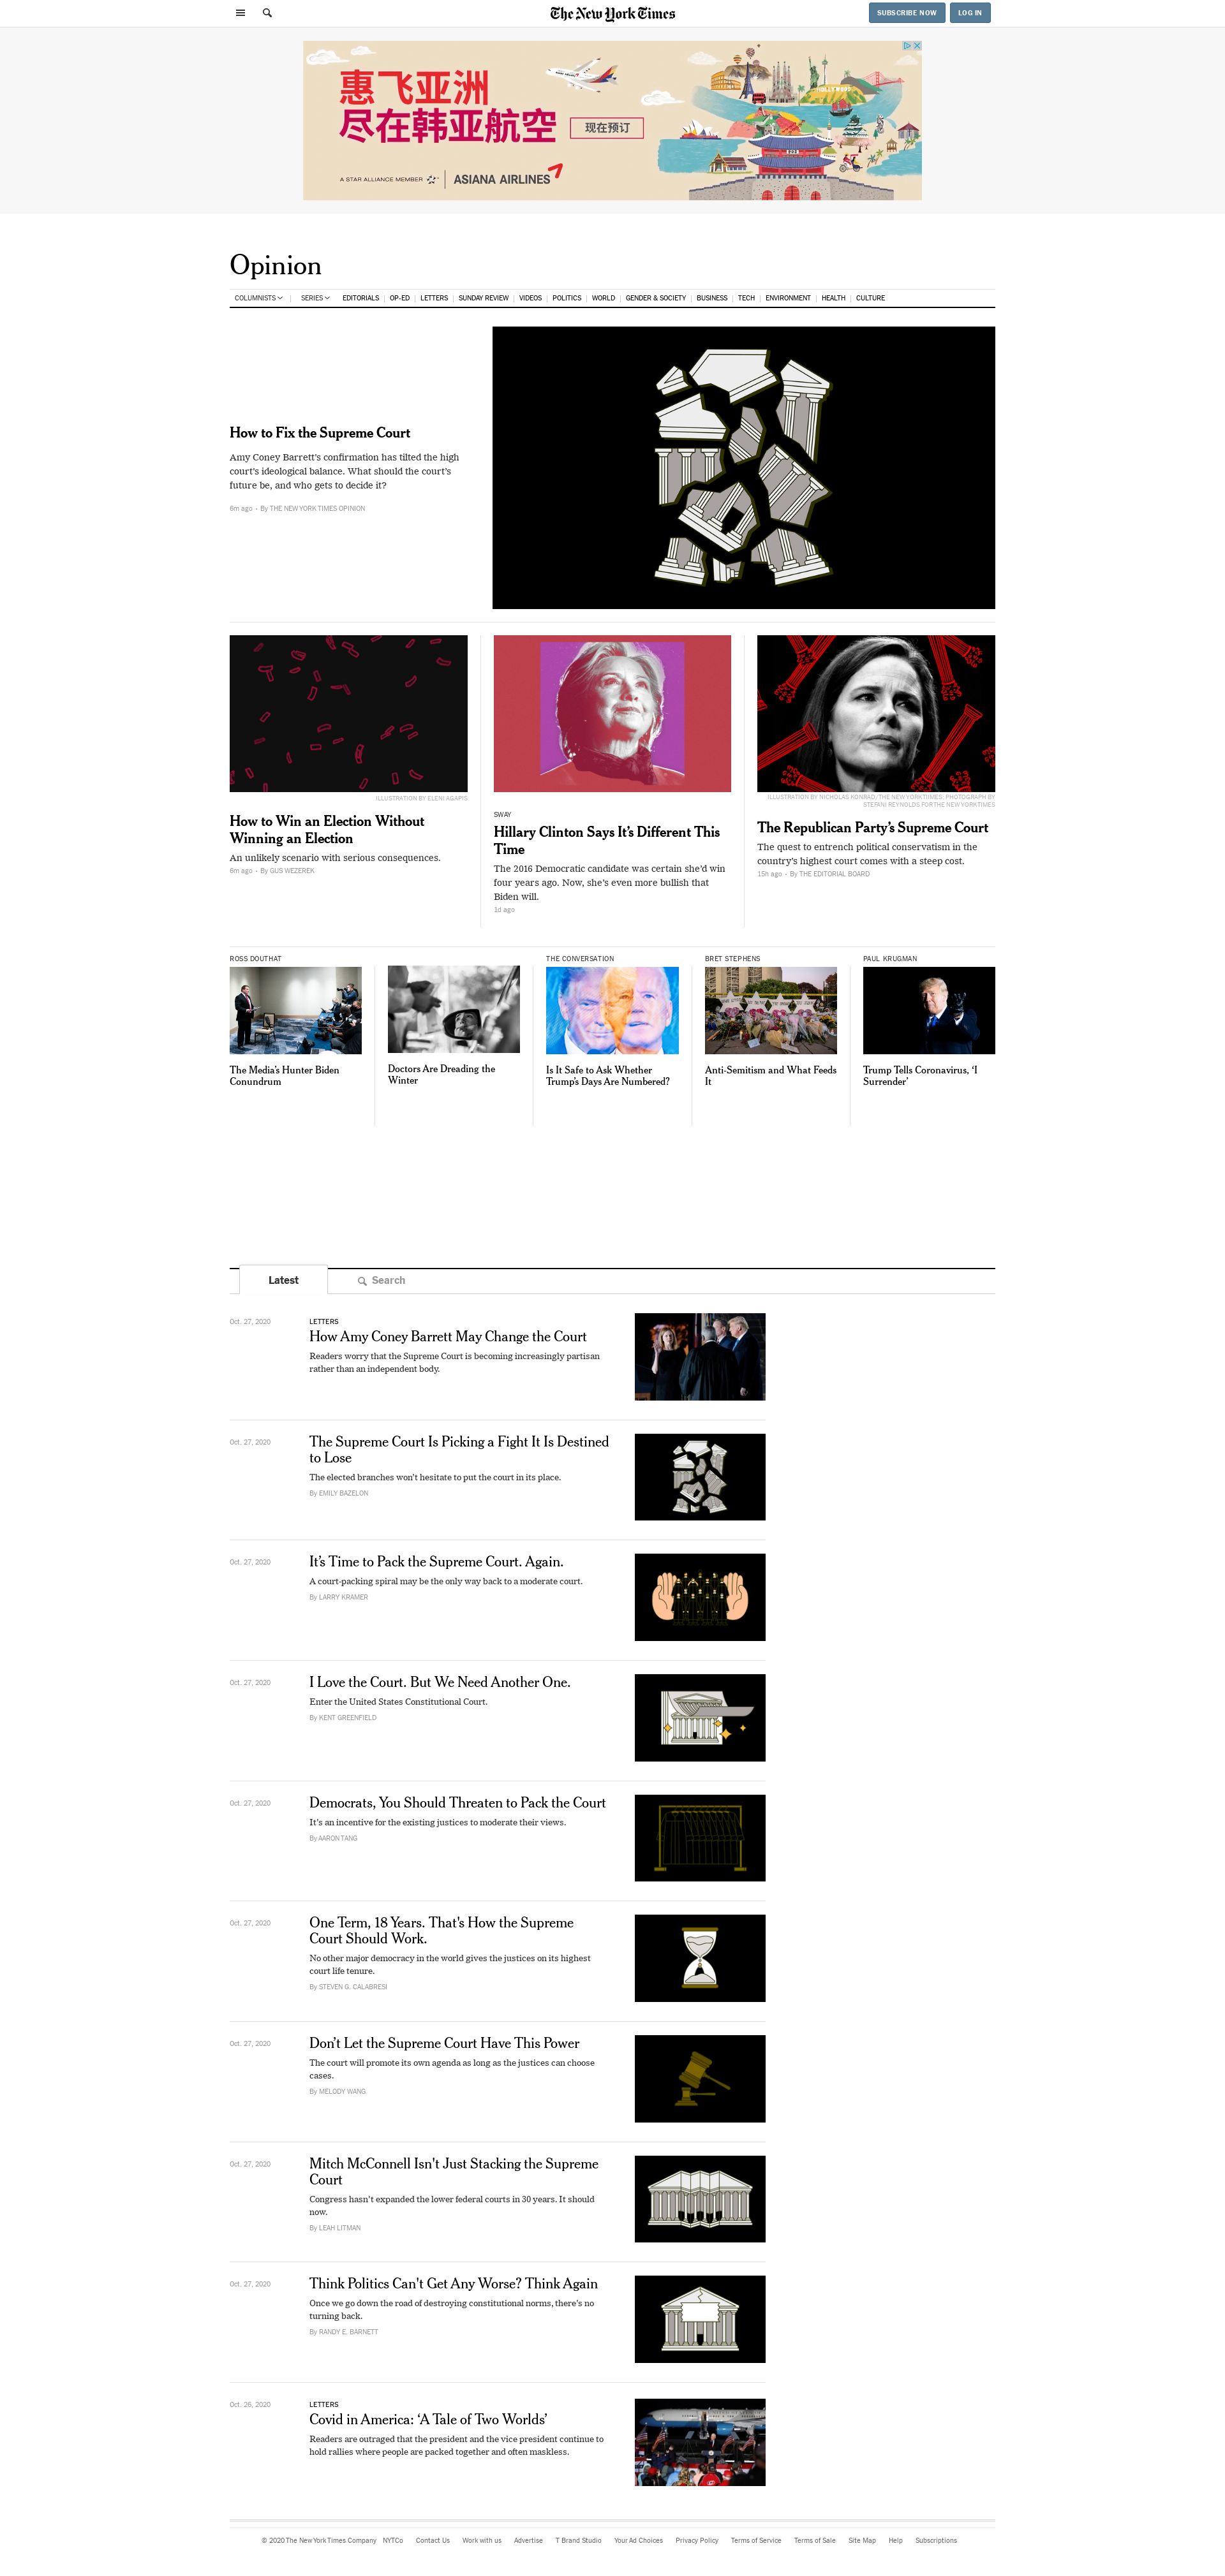 The New York Times
SUBSCRIBE NOW
LOG IN
惠飞亚洲
尽在韩亚航空
现在预订
A STAR ALLIANCE MEMBER
ASIANA AIRLINES
Opinion
COLUMNISTS
SERIES
EDITORIALS
OP-ED
LETTERS
SUNDAY REVIEW
VIDEOS
POLITICS
WORLD
GENDER & SOCIETY
BUSINESS
TECH
ENVIRONMENT
HEALTH
CULTURE
How to Fix the Supreme Court
Amy Coney Barrett's confirmation has tilted the high
court's ideological balance. What should the court's
future be, and who gets to decide it?
6m ago · By THE NEW YORK TIMES OPINION
ILLUSTRATION BY ELENI AGAPIS
How to Win an Election Without
Winning an Election
An unlikely scenario with serious consequences.
6m ago · By GUS WEZEREK
SWAY
Hillary Clinton Says It's Different This
Time
The 2016 Democratic candidate was certain she'd win
four years ago. Now, she's even more bullish that
Biden will.
1d ago
ILLUSTRATION BY NICHOLAS KONRAD/THE NEW YORK TIMES; PHOTOGRAPH BY
STEFANI REYNOLDS FOR THE NEW YORK TIMES
The Republican Party's Supreme Court
The quest to entrench political conservatism in the
country's highest court comes with a steep cost.
15h ago · By THE EDITORIAL BOARD
ROSS DOUTHAT
The Media's Hunter Biden
Conundrum
Doctors Are Dreading the
Winter
THE CONVERSATION
Is It Safe to Ask Whether
Trump's Days Are Numbered?
BRET STEPHENS
Anti-Semitism and What Feeds
It
PAUL KRUGMAN
Trump Tells Coronavirus, 'I
Surrender'
Latest
Search
Oct. 27, 2020
LETTERS
How Amy Coney Barrett May Change the Court
Readers worry that the Supreme Court is becoming increasingly partisan
rather than an independent body.
Oct. 27, 2020
The Supreme Court Is Picking a Fight It Is Destined
to Lose
The elected branches won't hesitate to put the court in its place.
By EMILY BAZELON
Oct. 27, 2020
It's Time to Pack the Supreme Court. Again.
A court-packing spiral may be the only way back to a moderate court.
By LARRY KRAMER
Oct. 27, 2020
I Love the Court. But We Need Another One.
Enter the United States Constitutional Court.
By KENT GREENFIELD
Oct. 27, 2020
Democrats, You Should Threaten to Pack the Court
It's an incentive for the existing justices to moderate their views.
By AARON TANG
Oct. 27, 2020
One Term, 18 Years. That's How the Supreme
Court Should Work.
No other major democracy in the world gives the justices on its highest
court life tenure.
By STEVEN G. CALABRESI
Oct. 27, 2020
Don't Let the Supreme Court Have This Power
The court will promote its own agenda as long as the justices can choose
cases.
By MELODY WANG
Oct. 27, 2020
Mitch McConnell Isn't Just Stacking the Supreme
Court
Congress hasn't expanded the lower federal courts in 30 years. It should
now.
By LEAH LITMAN
Oct. 27, 2020
Think Politics Can't Get Any Worse? Think Again
Once we go down the road of destroying constitutional norms, there's no
turning back.
By RANDY E. BARNETT
Oct. 26, 2020
LETTERS
Covid in America: 'A Tale of Two Worlds'
Readers are outraged that the president and the vice president continue to
hold rallies where people are packed together and often maskless.
© 2020 The New York Times Company
NYTCo
Contact Us
Work with us
Advertise
T Brand Studio
Your Ad Choices
Privacy Policy
Terms of Service
Terms of Sale
Site Map
Help
Subscriptions